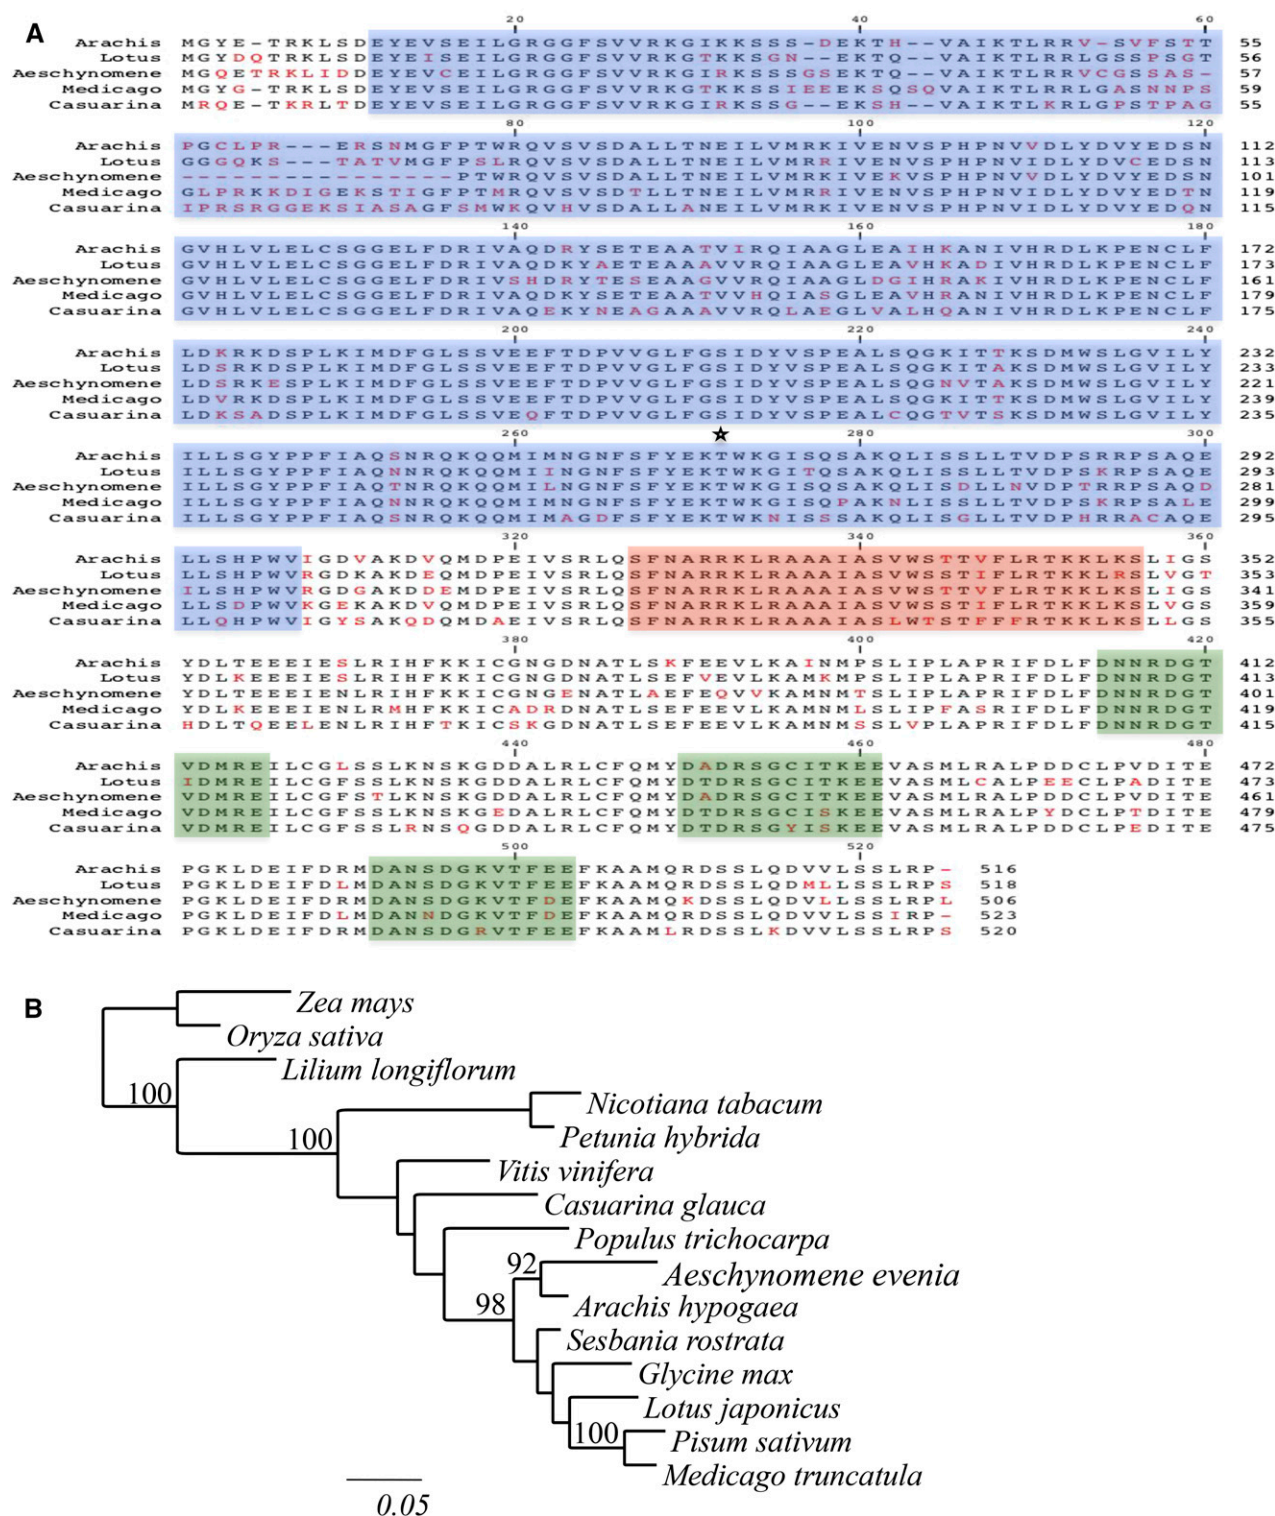 A
20 40 60
Arachis MGYE-TRKLSDEYEVSEILGRGGFSVVRKGIKKSSS-DEKTH--VAIKTLRRV-SVFSTT 55
Lotus MGYDQTRKLSDEYEISEILGRGGFSVVRKGTKKSGN--EKTQ--VAIKTLRRLGSSPSGT 56
Aeschynomene MGQETRKLIDDEYEVCEILGRGGFSVVRKGIRKSSSGSEKTQ--VAIKTLRRVCGSSAS- 57
Medicago MGYG-TRKLSDEYEVSEILGRGGFSVVRKGTKKSSIEEEKSQSQVAIKTLRRLGASNNPS 59
Casuarina MRQE-TKRLTDEYEVSEILGRGGFSVVRKGIRKSSG--EKSH--VAIKTLKRLGPSTPAG 55
80 100 120
Arachis PGCLPR---ERSNMGFPTWRQVSVSDALLTNEILVMRKIVENVSPHPNVVDLYDVYEDSN 112
Lotus GGGQKS---TATVMGFPSLRQVSVSDALLTNEILVMRRIVENVSPHPNVIDLYDVCEDSN 113
Aeschynomene ----------------PTWRQVSVSDALLTNEILVMRKIVEKVSPHPNVVDLYDVYEDSN 101
Medicago GLPRKKDIGEKSTIGFPTMRQVSVSDTLLTNEILVMRRIVENVSPHPNVIDLYDVYEDTN 119
Casuarina IPRSRGGEKSIASAGFSMWKQVHVSDALLANEILVMRKIVENVSPHPNVIDLYDVYEDQN 115
140 160 180
Arachis GVHLVLELCSGGELFDRIVAQDRYSETEAATVIRQIAAGLEAIHKANIVHRDLKPENCLF 172
Lotus GVHLVLELCSGGELFDRIVAQDKYAETEAAAVVRQIAAGLEAVHKADIVHRDLKPENCLF 173
Aeschynomene GVHLVLELCSGGELFDRIVSHDRYTESEAAGVVRQIAAGLDGIHRAKIVHRDLKPENCLF 161
Medicago GVHLVLELCSGGELFDRIVAQDKYSETEAATVVHQIASGLEAVHRANIVHRDLKPENCLF 179
Casuarina GVHLVLELCSGGELFDRIVAQEKYNEAGAAAVVRQLAEGLVALHQANIVHRDLKPENCLF 175
200 220 240
Arachis LDKRKDSPLKIMDFGLSSVEEFTDPVVGLFGSIDYVSPEALSQGKITTKSDMWSLGVILY 232
Lotus LDSRKDSPLKIMDFGLSSVEEFTDPVVGLFGSIDYVSPEALSQGKITAKSDMWSLGVILY 233
Aeschynomene LDSRKESPLKIMDFGLSSVEEFTDPVVGLFGSIDYVSPEALSQGNVTAKSDMWSLGVILY 221
Medicago LDVRKDSPLKIMDFGLSSVEEFTDPVVGLFGSIDYVSPEALSQGKITTKSDMWSLGVILY 239
Casuarina LDKSADSPLKIMDFGLSSVEQFTDPVVGLFGSIDYVSPEALCQGTVTSKSDMWSLGVILY 235
260 280 300
Arachis ILLSGYPPFIAQSNRQKQQMIMNGNFSFYEKTWKGISQSAKQLISSLLTVDPSRRPSAQE 292
Lotus ILLSGYPPFIAQNNRQKQQMIINGNFSFYEKTWKGITQSAKQLISSLLTVDPSKRPSAQE 293
Aeschynomene ILLSGYPPFIAQTNRQKQQMILNGNFSFYEKTWKGISQSAKQLISDLLNVDPTRRPSAQD 281
Medicago ILLSGYPPFIAQNNRQKQQMIMNGNFSFYEKTWKGISQPAKNLISSLLTVDPSKRPSALE 299
Casuarina ILLSGYPPFIAQSNRQKQQMIMAGDFSFYEKTWKNISSSAKQLISGLLTVDPHRRACAQE 295
320 340 360
Arachis LLSHPWVIGDVAKDVQMDPEIVSRLQSFNARRKLRAAAIASVWSTTVFLRTKKLKSLIGS 352
Lotus LLSHPWVRGDKAKDEQMDPEIVSRLQSFNARRKLRAAAIASVWSSTIFLRTKKLRSLVGT 353
Aeschynomene ILSHPWVRGDGAKDDEMDPEIVSRLQSFNARRKLRAAAIASVWSTTVFLRTKKLKSLIGS 341
Medicago LLSDPWVKGEKAKDVQMDPEIVSRLQSFNARRKLRAAAIASVWSSTIFLRTKKLKSLVGS 359
Casuarina LLQHPWVIGYSAKQDQMDAEIVSRLQSFNARRKLRAAAIASLWTSTFFFRTKKLKSLLGS 355
380 400 420
Arachis YDLTEEEIESLRIHFKKICGNGDNATLSKFEEVLKAINMPSLIPLAPRIFDLFDNNRDGT 412
Lotus YDLKEEEIESLRIHFKKICGNGDNATLSEFVEVLKAMKMPSLIPLAPRIFDLFDNNRDGT 413
Aeschynomene YDLTEEEIENLRIHFKKICGNGENATLAEFEQVVKAMNMTSLIPLAPRIFDLFDNNRDGT 401
Medicago YDLKEEEIENLRMHFKKICADRDNATLSEFEEVLKAMNMLSLIPFASRIFDLFDNNRDGT 419
Casuarina HDLTQEELENLRIHFTKICSKGDNATLSEFEEVLKAMNMSSLVPLAPRIFDLFDNNRDGT 415
440 460 480
Arachis VDMREILCGLSSLKNSKGDDALRLCFQMYDADRSGCITKEEVASMLRALPDDCLPVDITE 472
Lotus IDMREILCGFSSLKNSKGDDALRLCFQMYDTDRSGCITKEEVASMLCALPEECLPADITE 473
Aeschynomene VDMREILCGFSTLKNSKGDDALRLCFQMYDADRSGCITKEEVASMLRALPDDCLPVDITE 461
Medicago VDMREILCGFSSLKNSKGEDALRLCFQMYDTDRSGCISKEEVASMLRALPYDCLPTDITE 479
Casuarina VDMREILCGFSSLRNSQGDDALRLCFQMYDTDRSGYISKEEVASMLRALPDDCLPEDITE 475
500 520
Arachis PGKLDEIFDRMDANSDGKVTFEEFKAAMQRDSSLQDVVLSSLRP- 516
Lotus PGKLDEIFDLMDANSDGKVTFEEFKAAMQRDSSLQDMLLSSLRPS 518
Aeschynomene PGKLDEIFDRMDANSDGKVTFDEFKAAMQKDSSLQDVLLSSLRPL 506
Medicago PGKLDEIFDLMDANNDGKVTFDEFKAAMQRDSSLQDVVLSSIRP- 523
Casuarina PGKLDEIFDRMDANSDGRVTFEEFKAAMLRDSSLKDVVLSSLRPS 520
B
Zea mays
Oryza sativa
Lilium longiflorum
100
Nicotiana tabacum
100
Petunia hybrida
Vitis vinifera
Casuarina glauca
Populus trichocarpa
92
Aeschynomene evenia
98
Arachis hypogaea
Sesbania rostrata
Glycine max
Lotus japonicus
100
Pisum sativum
Medicago truncatula
0.05